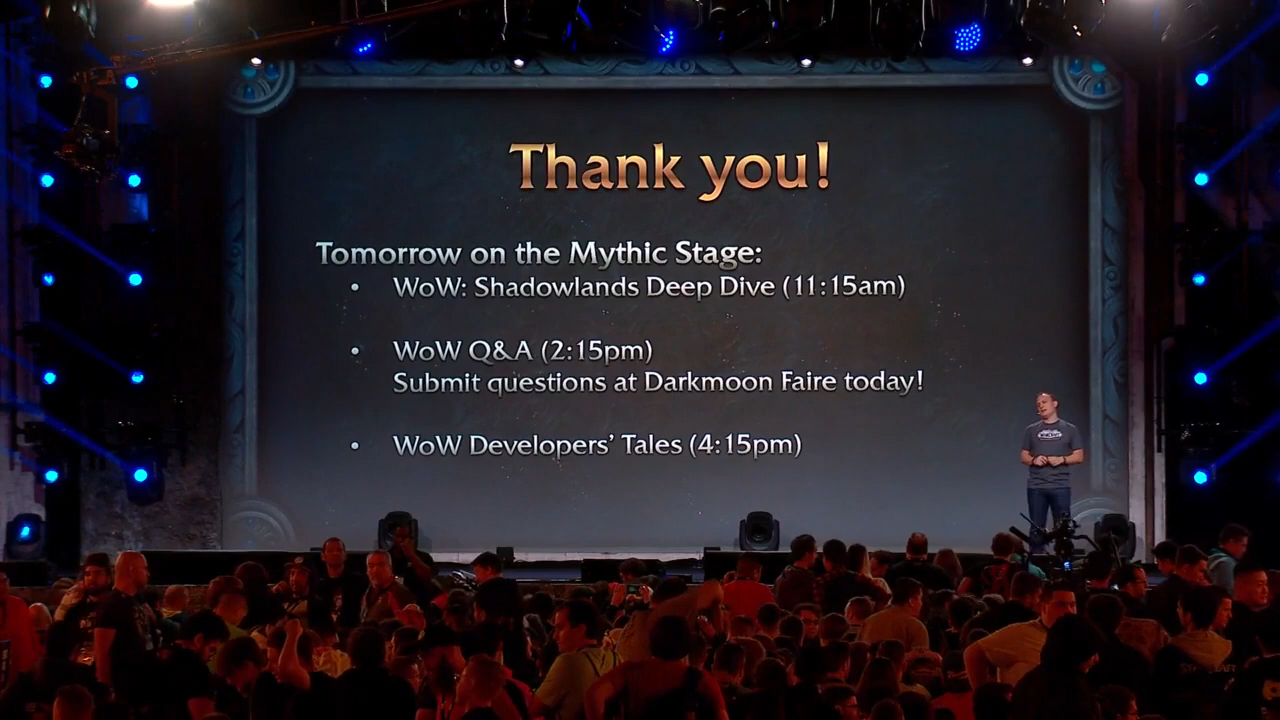 Thank you!
Tomorrow on the Mythic Stage:
• WoW: Shadowlands Deep Dive (11:15am)
• WoW Q&A (2:15pm)
Submit questions at Darkmoon Faire today!
• WoW Developers’ Tales (4:15pm)